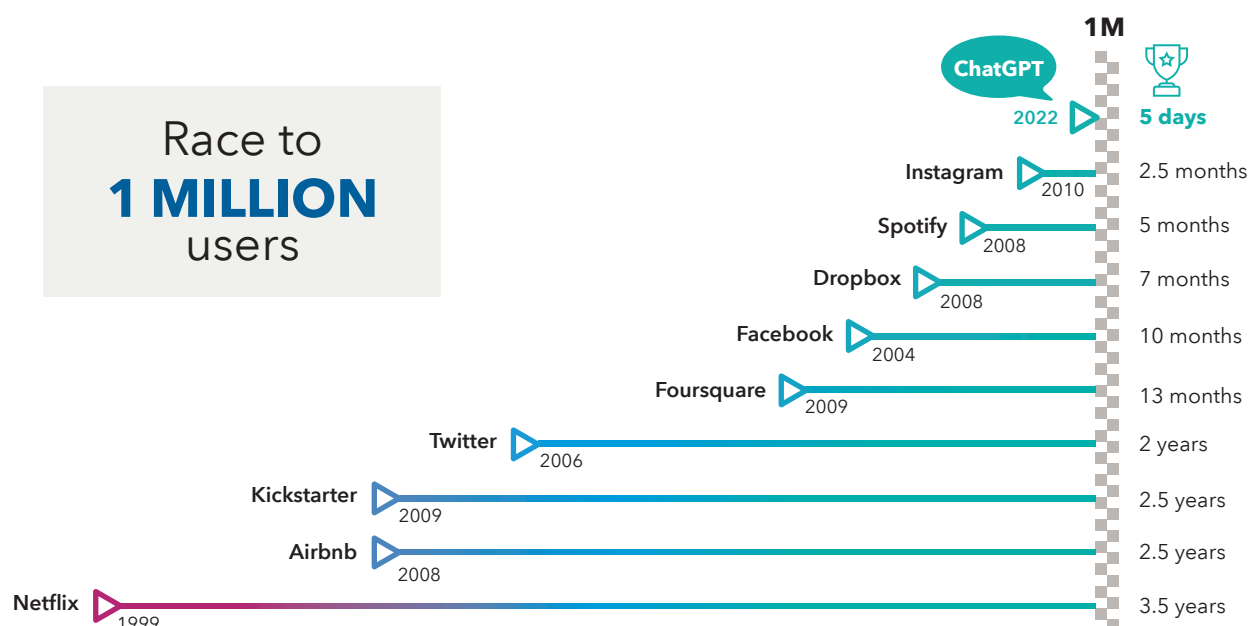 1M
ChatGPT
2022
5 days
Race to
1 MILLION
users
Instagram
2010
2.5 months
Spotify
2008
5 months
Dropbox
2008
7 months
Facebook
2004
10 months
Foursquare
2009
13 months
Twitter
2006
2 years
Kickstarter
2009
2.5 years
Airbnb
2008
2.5 years
Netflix
1999
3.5 years